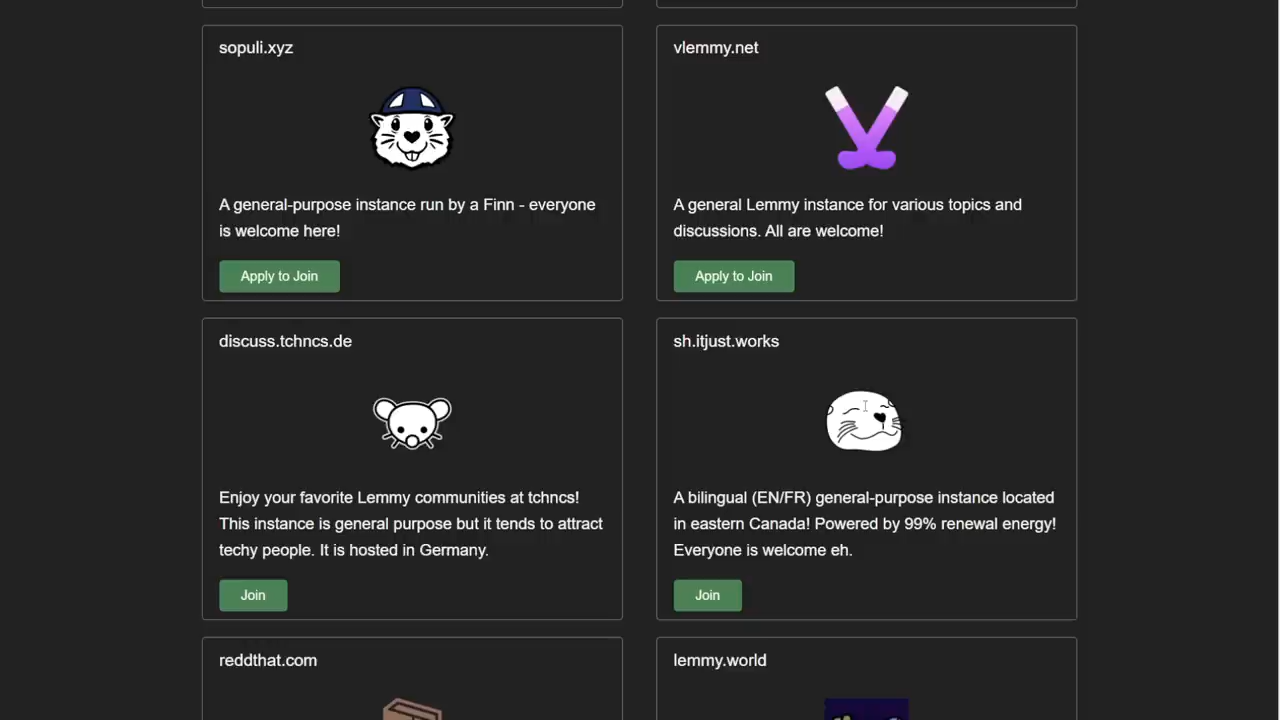 sopuli.xyz
A general-purpose instance run by a Finn - everyone
is welcome here!
Apply to Join
vlemmy.net
A general Lemmy instance for various topics and
discussions. All are welcome!
Apply to Join
discuss.tchncs.de
Enjoy your favorite Lemmy communities at tchncs!
This instance is general purpose but it tends to attract
techy people. It is hosted in Germany.
Join
sh.itjust.works
A bilingual (EN/FR) general-purpose instance located
in eastern Canada! Powered by 99% renewal energy!
Everyone is welcome eh.
Join
reddthat.com
lemmy.world